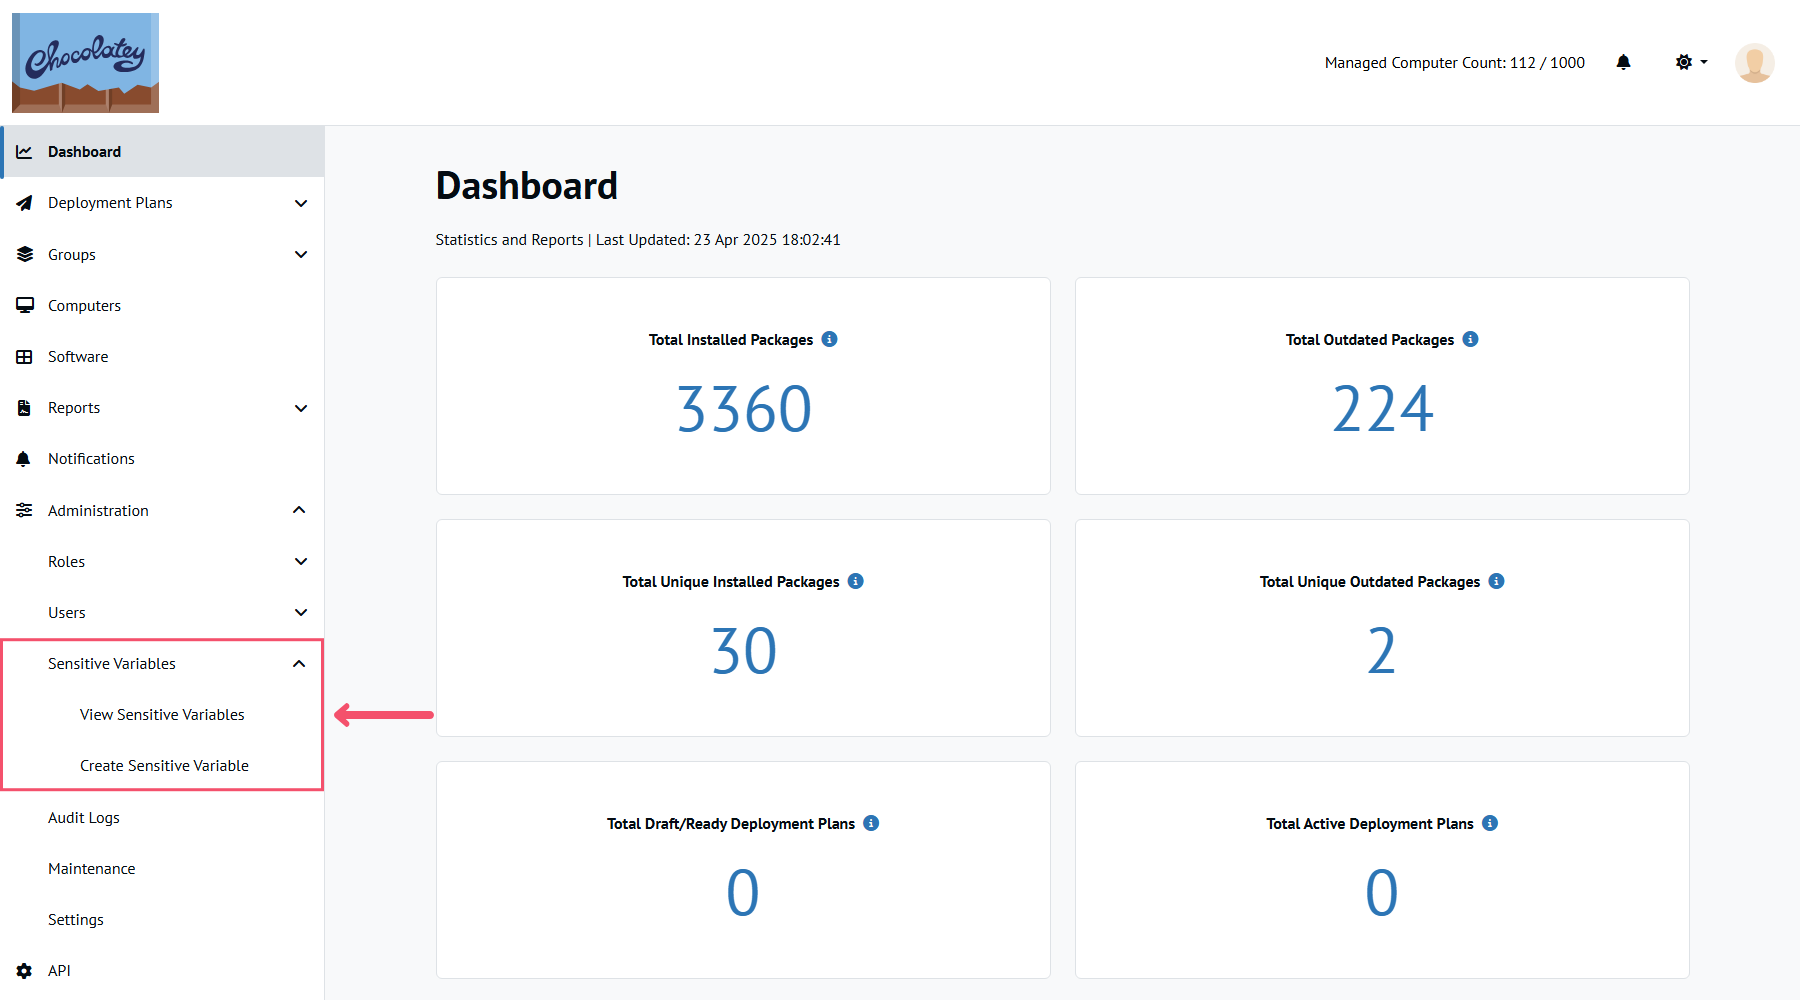 Chocolatey
Managed Computer Count: 112 / 1000
Dashboard
Deployment Plans
Groups
Computers
Software
Reports
Notifications
Administration
Roles
Users
Sensitive Variables
View Sensitive Variables
Create Sensitive Variable
Audit Logs
Maintenance
Settings
API
Dashboard
Statistics and Reports | Last Updated: 23 Apr 2025 18:02:41
Total Installed Packages
3360
Total Outdated Packages
224
Total Unique Installed Packages
30
Total Unique Outdated Packages
2
Total Draft/Ready Deployment Plans
0
Total Active Deployment Plans
0